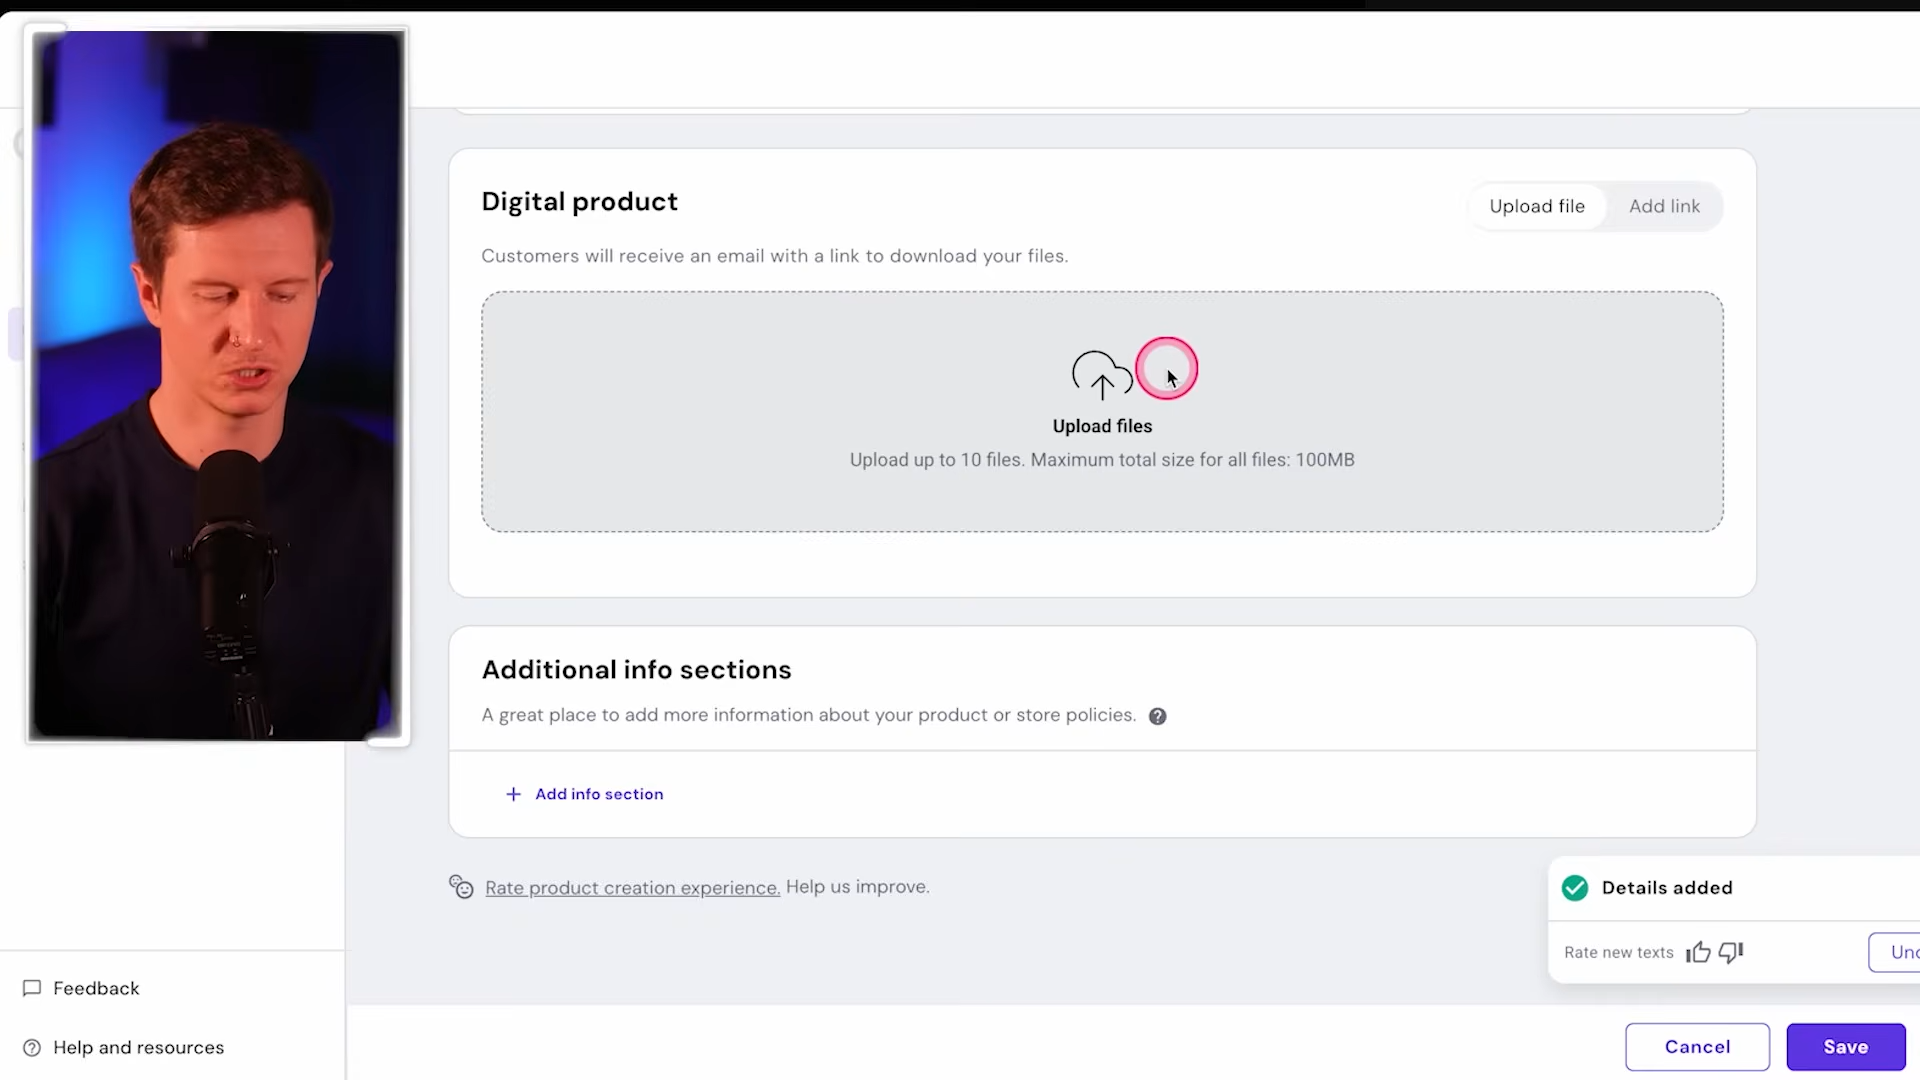 Digital product
Upload file
Add link
Customers will receive an email with a link to download your files.
Upload files
Upload up to 10 files. Maximum total size for all files: 100MB
Additional info sections
A great place to add more information about your product or store policies.
Add info section
Rate product creation experience. Help us improve.
Details added
Rate new texts
Feedback
Help and resources
Cancel
Save